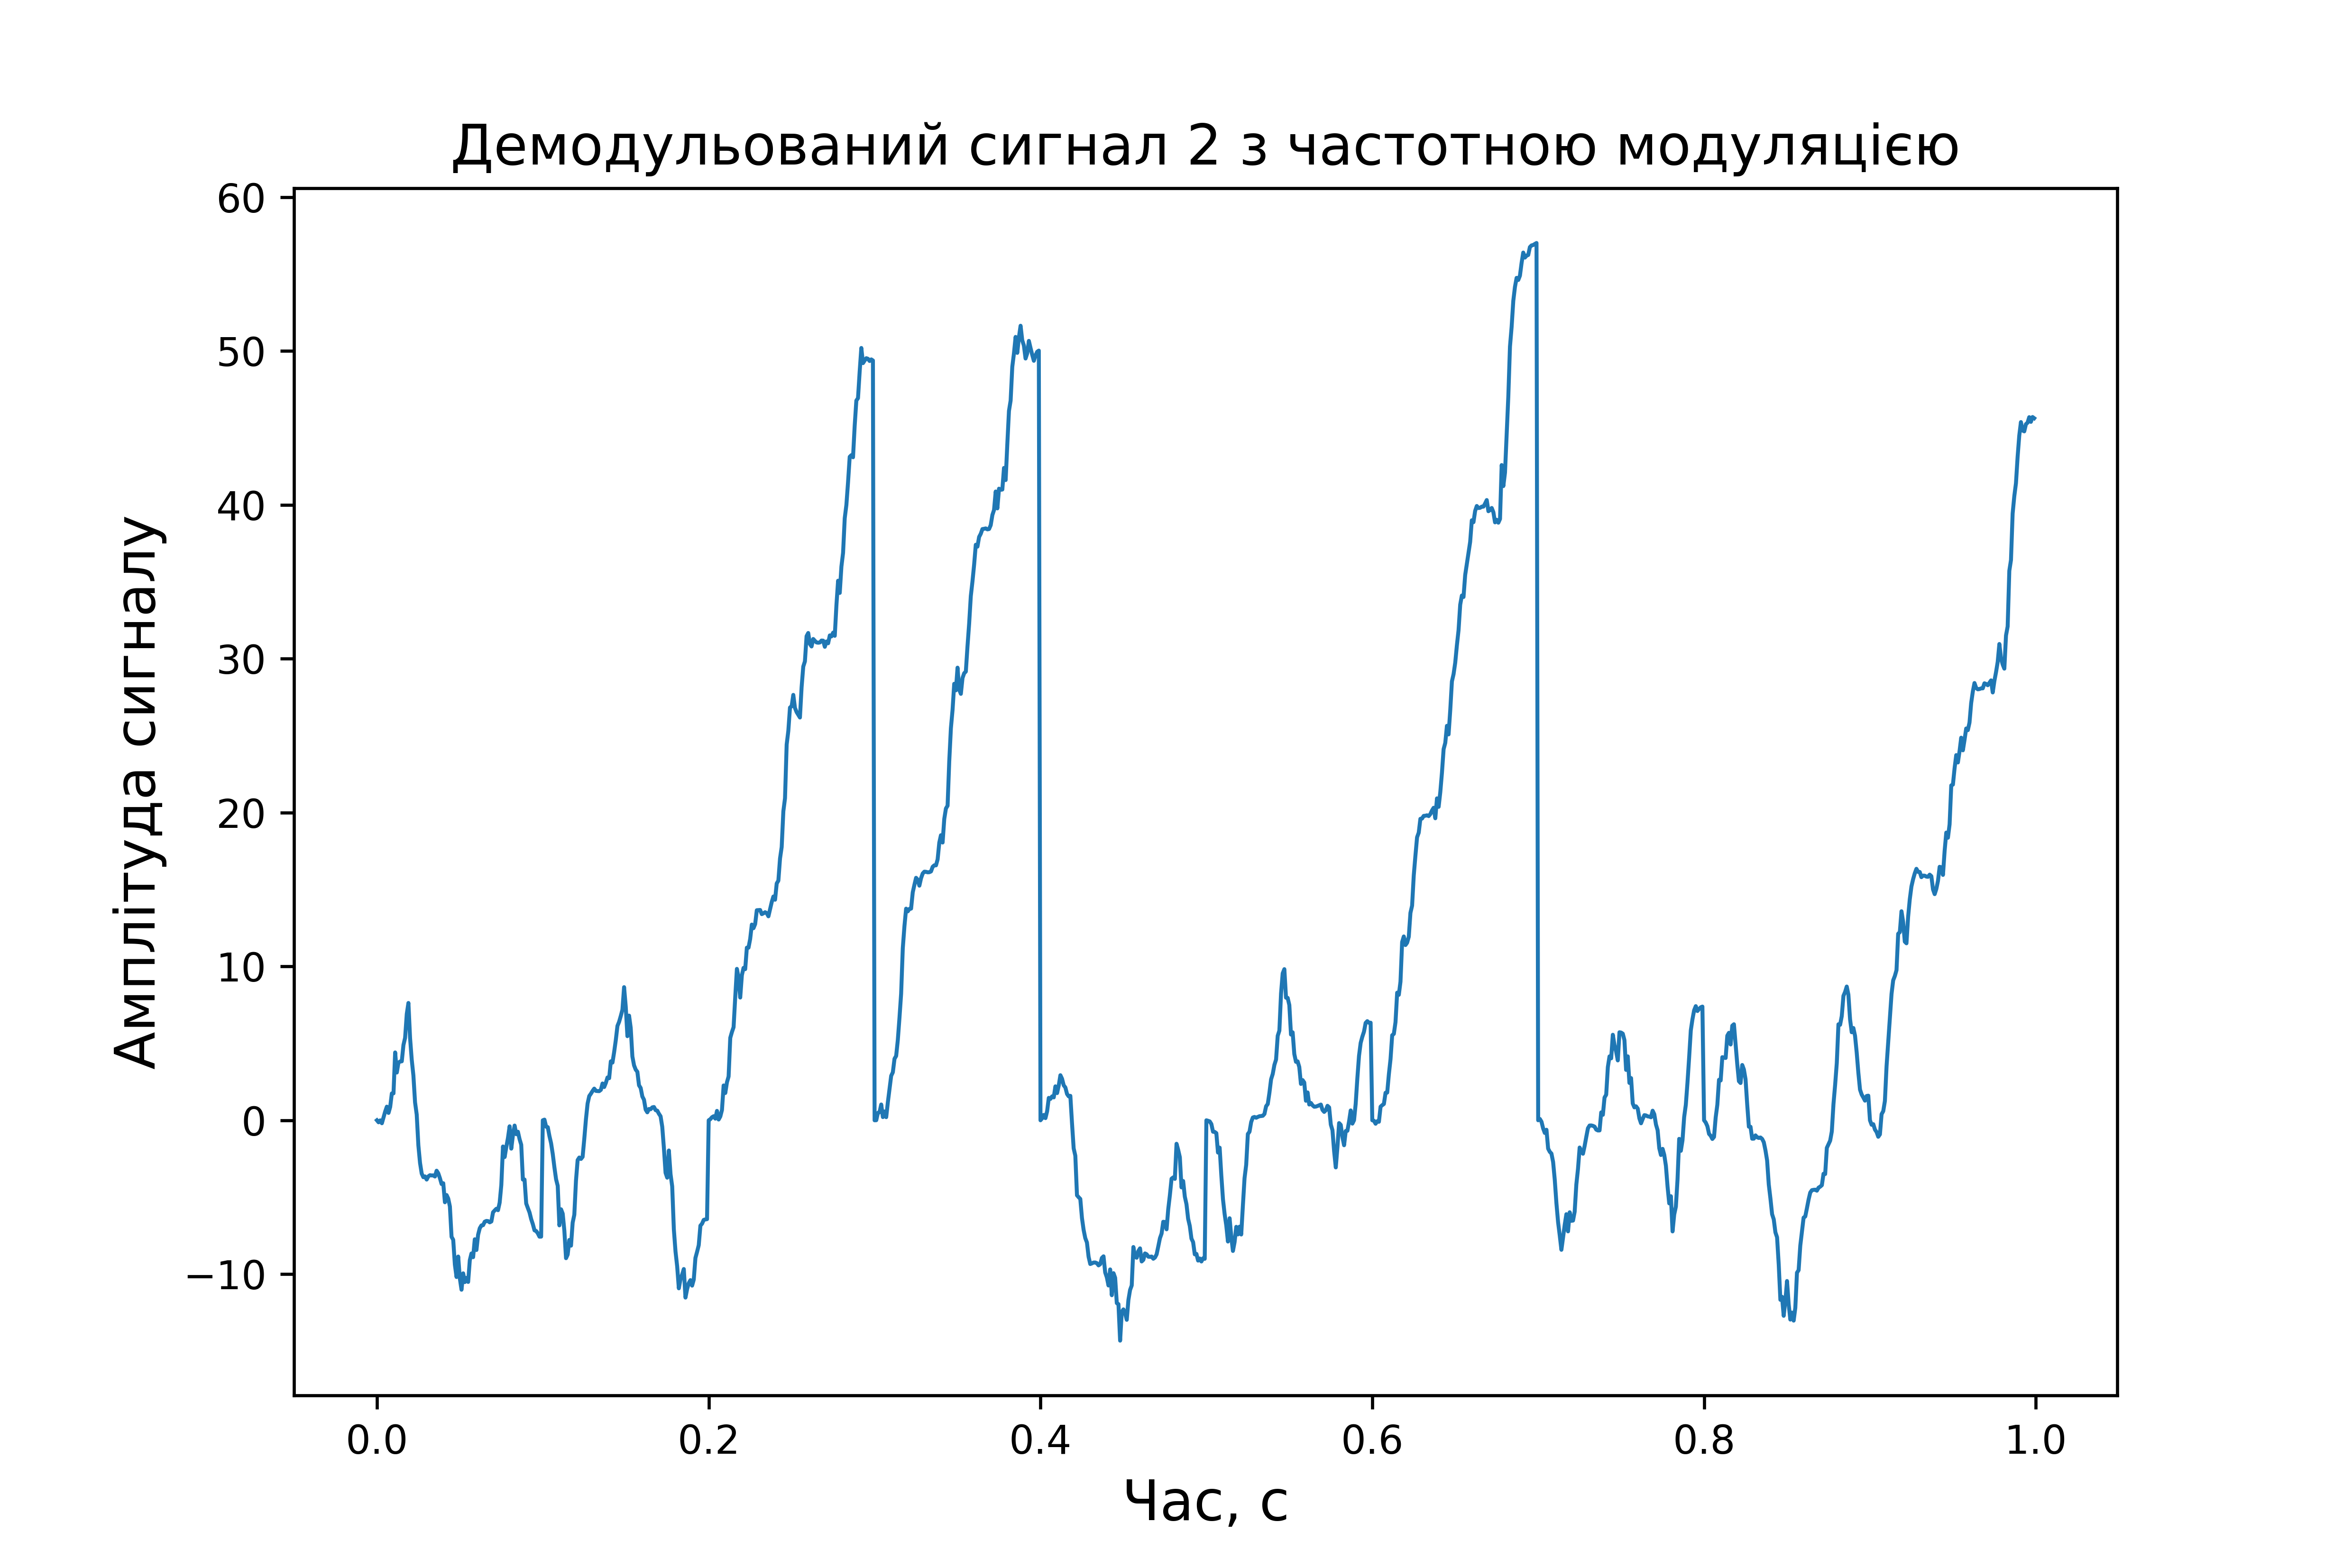 Демодульований сигнал 2 з частотною модуляцією
60
50
40
30
20
10
0
−10
Амплітуда сигналу
0.0 0.2 0.4 0.6 0.8 1.0
Час, с